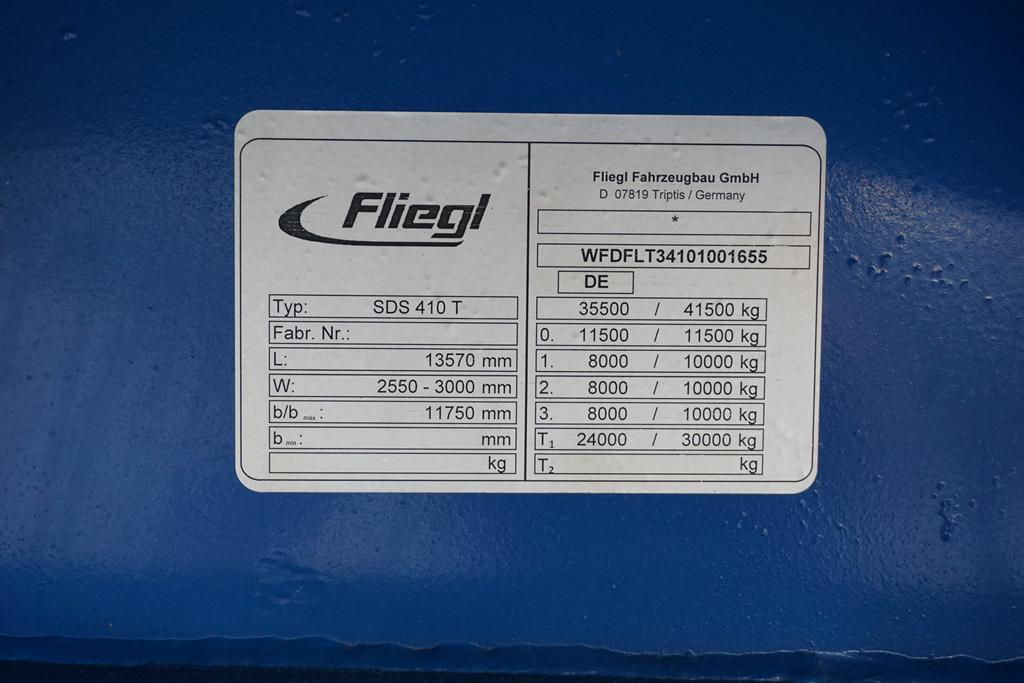 Fliegl
Typ: SDS 410 T
Fabr. Nr.:
L: 13570 mm
W: 2550 - 3000 mm
b/b max : 11750 mm
b min : mm
kg
Fliegl Fahrzeugbau GmbH
D 07819 Triptis / Germany
*
WFDFLT34101001655
DE
35500 / 41500 kg
0. 11500 / 11500 kg
1. 8000 / 10000 kg
2. 8000 / 10000 kg
3. 8000 / 10000 kg
T1 24000 / 30000 kg
T2 kg